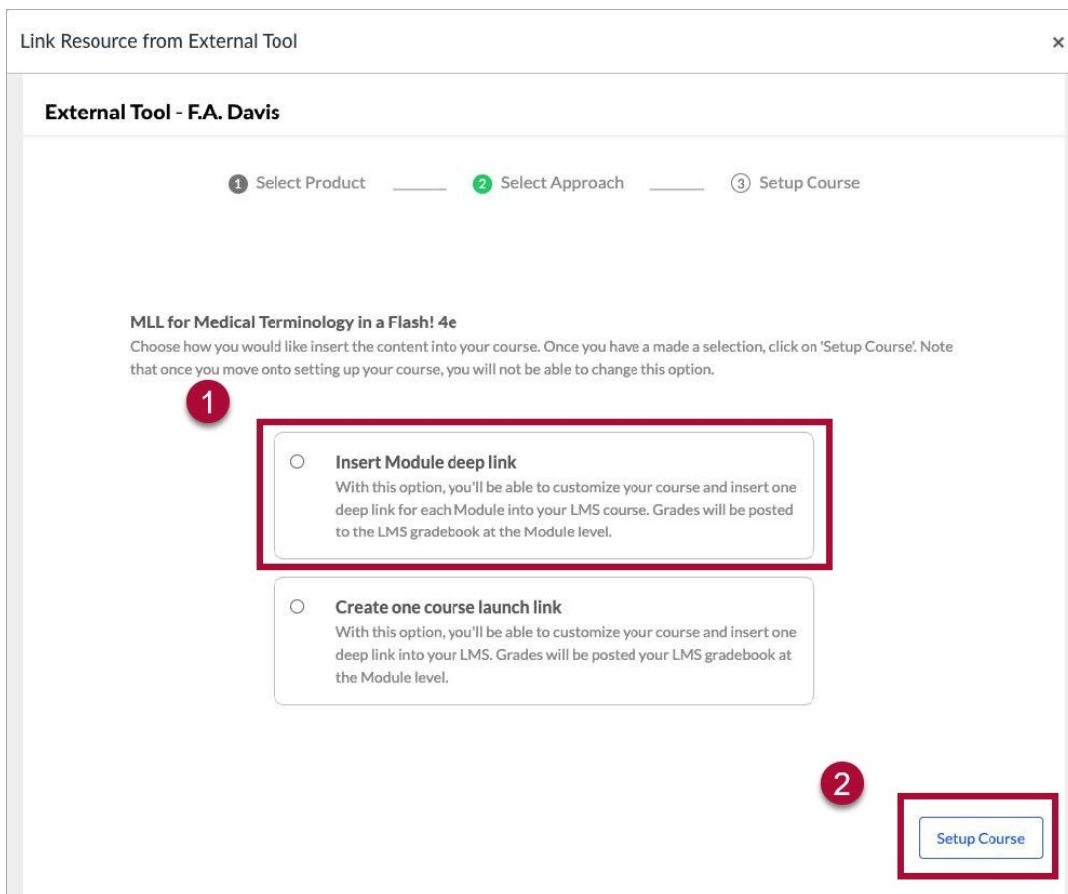 Link Resource from External Tool ×
External Tool - F.A. Davis
1 Select Product 2 Select Approach 3 Setup Course
MLL for Medical Terminology in a Flash! 4e
Choose how you would like insert the content into your course. Once you have a made a selection, click on 'Setup Course'. Note
that once you move onto setting up your course, you will not be able to change this option.
1
Insert Module deep link
With this option, you'll be able to customize your course and insert one
deep link for each Module into your LMS course. Grades will be posted
to the LMS gradebook at the Module level.
Create one course launch link
With this option, you'll be able to customize your course and insert one
deep link into your LMS. Grades will be posted your LMS gradebook at
the Module level.
2
Setup Course